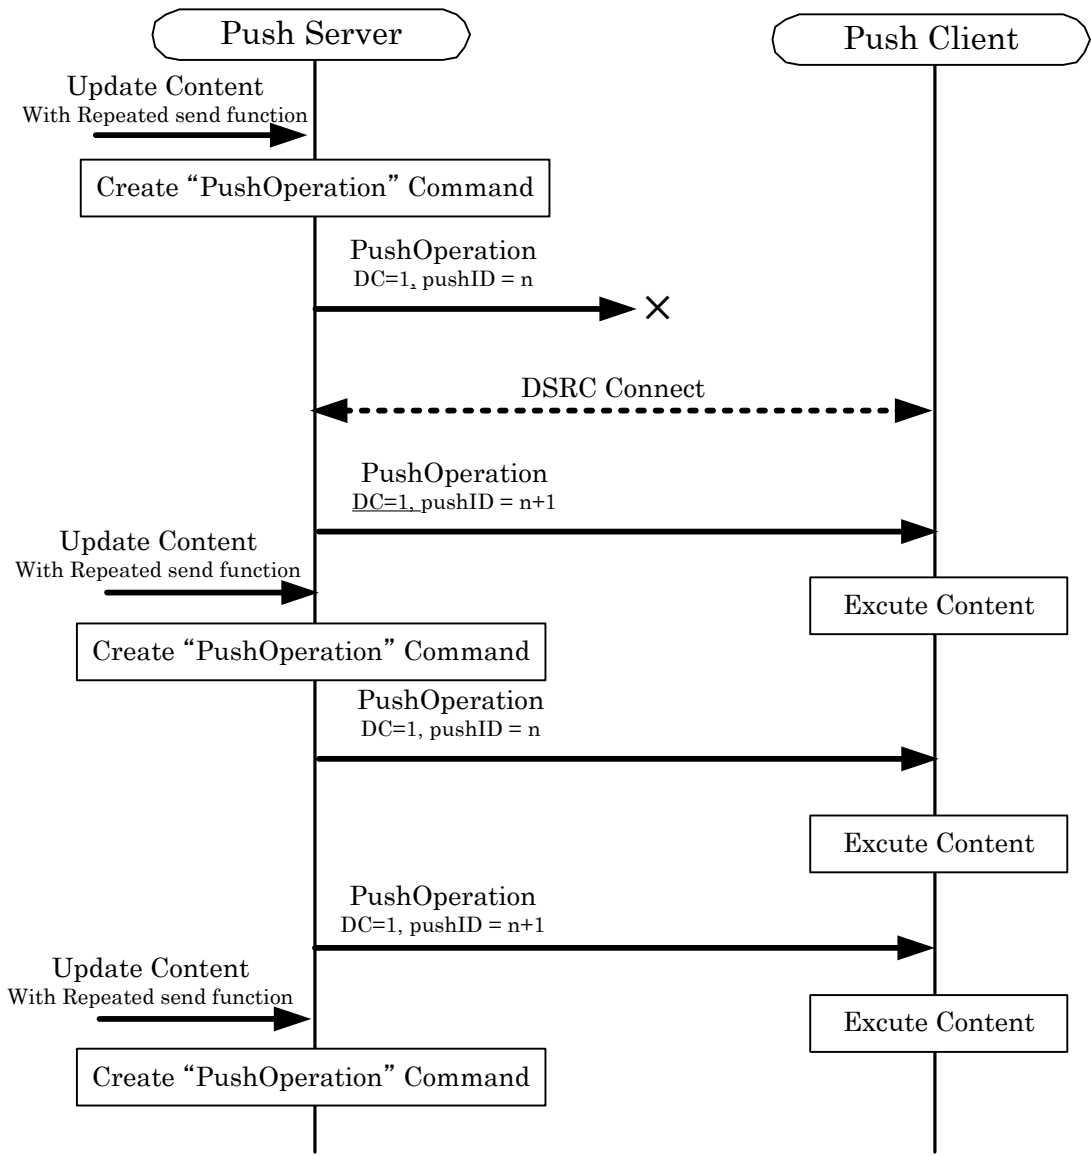 Push Server
Push Client
Update Content
With Repeated send function
Create “PushOperation” Command
PushOperation
DC=1, pushID = n
DSRC Connect
PushOperation
DC=1, pushID = n+1
Update Content
With Repeated send function
Excute Content
Create “PushOperation” Command
PushOperation
DC=1, pushID = n
Excute Content
PushOperation
DC=1, pushID = n+1
Update Content
With Repeated send function
Excute Content
Create “PushOperation” Command